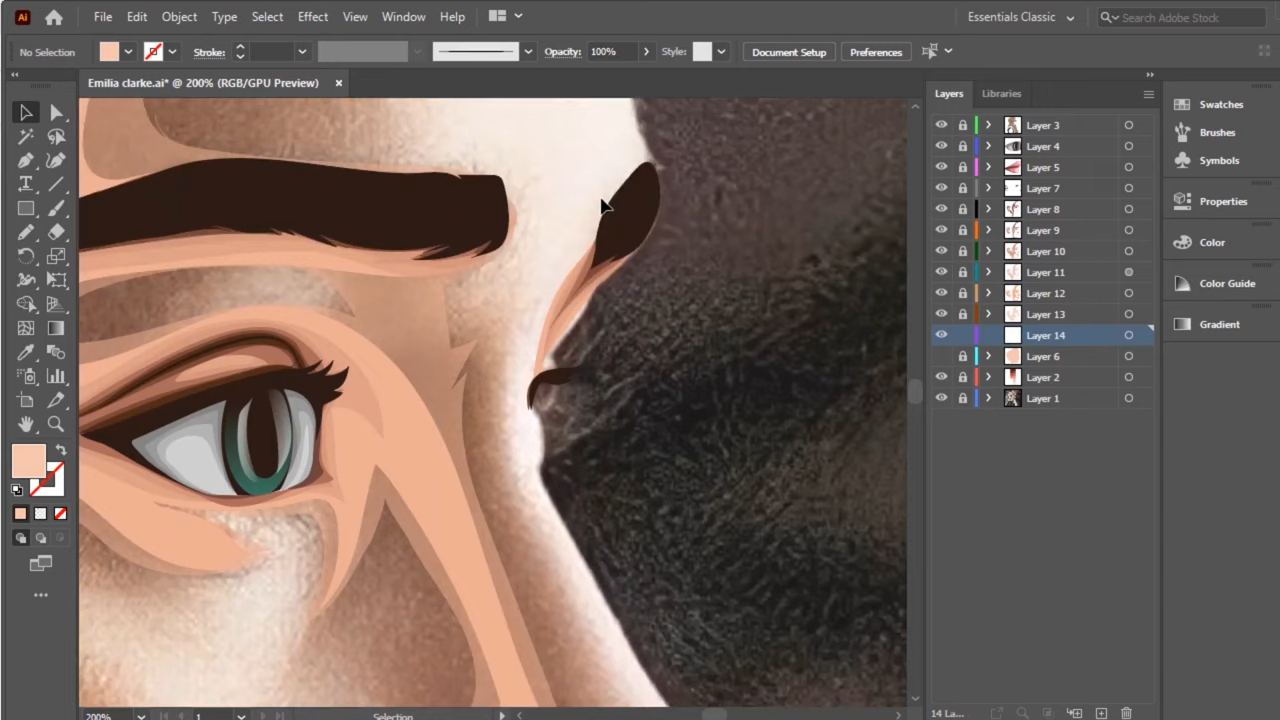 Ai File Edit Object Type Select Effect View Window Help Essentials Classic Search Adobe Stock
No Selection Stroke: Opacity: 100% Style: Document Setup Preferences
Emilia clarke.ai* @ 200% (RGB/GPU Preview) ×
Layers Libraries
Layer 3
Layer 4
Layer 5
Layer 7
Layer 8
Layer 9
Layer 10
Layer 11
Layer 12
Layer 13
Layer 14
Layer 6
Layer 2
Layer 1
Swatches
Brushes
Symbols
Properties
Color
Color Guide
Gradient
200% 1 Selection
14 La...